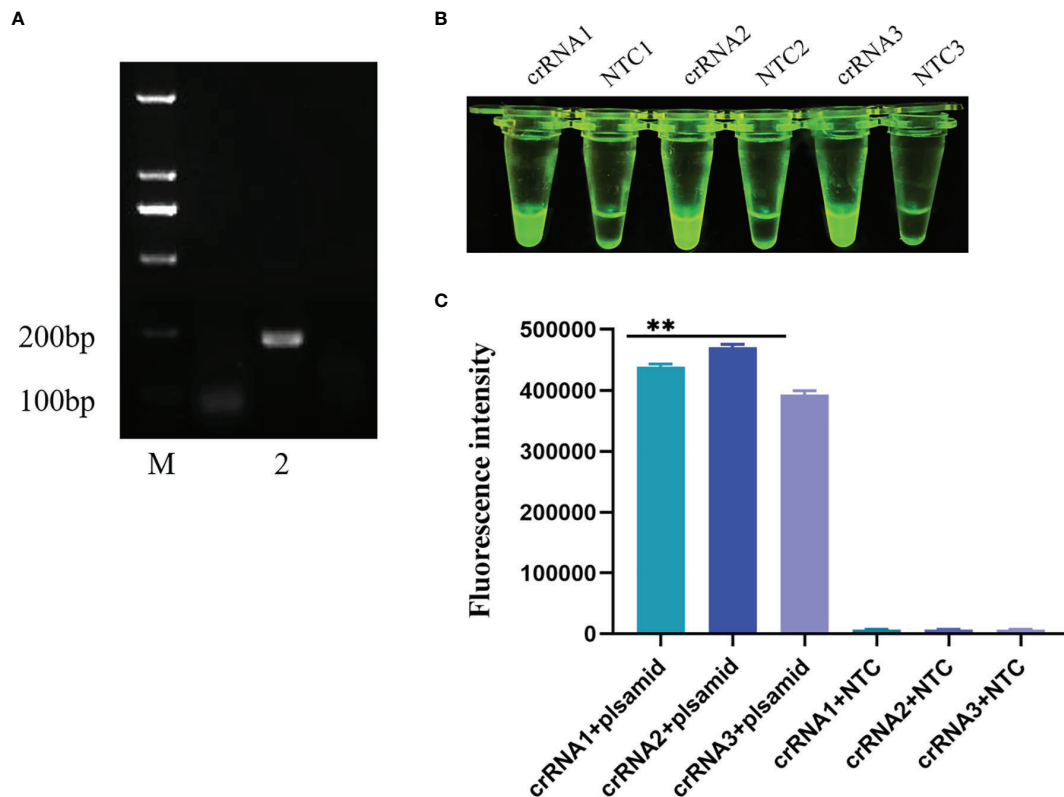 A
200bp
100bp
M
2
B
crRNA1
NTC1
crRNA2
NTC2
crRNA3
NTC3
C
Fluorescence intensity
500000
400000
300000
200000
100000
0
**
crRNA1+plsamid
crRNA2+plsamid
crRNA3+plsamid
crRNA1+NTC
crRNA2+NTC
crRNA3+NTC